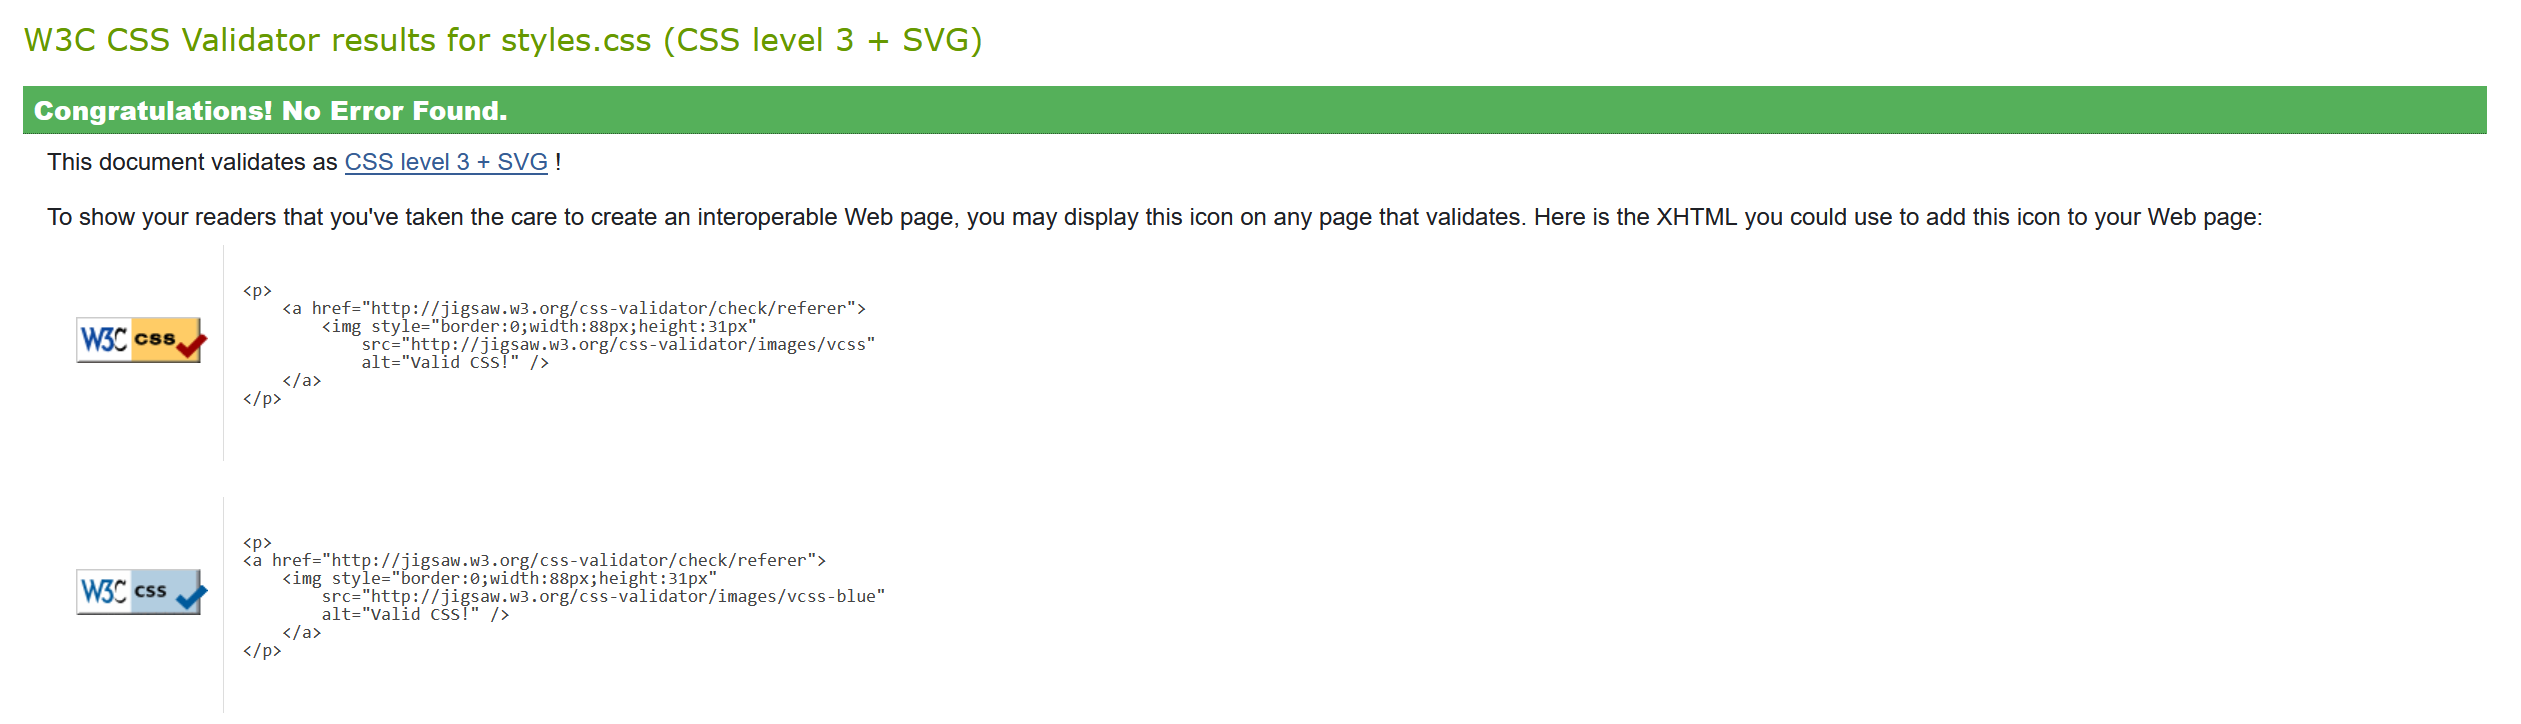 W3C CSS Validator results for styles.css (CSS level 3 + SVG)
Congratulations! No Error Found.
This document validates as CSS level 3 + SVG !
To show your readers that you've taken the care to create an interoperable Web page, you may display this icon on any page that validates. Here is the XHTML you could use to add this icon to your Web page:
W3C css
<p>
    <a href="http://jigsaw.w3.org/css-validator/check/referer">
        <img style="border:0;width:88px;height:31px"
            src="http://jigsaw.w3.org/css-validator/images/vcss"
            alt="Valid CSS!" />
    </a>
</p>
W3C css
<p>
<a href="http://jigsaw.w3.org/css-validator/check/referer">
    <img style="border:0;width:88px;height:31px"
        src="http://jigsaw.w3.org/css-validator/images/vcss-blue"
        alt="Valid CSS!" />
    </a>
</p>